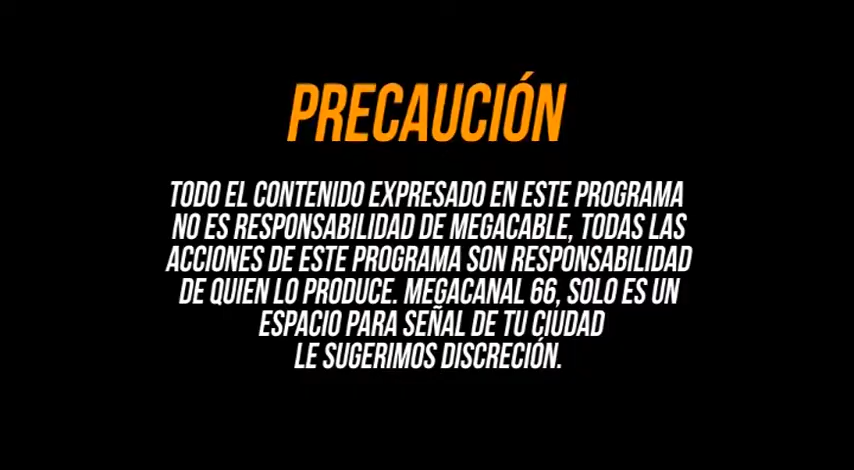 PRECAUCIÓN
TODO EL CONTENIDO EXPRESADO EN ESTE PROGRAMA
NO ES RESPONSABILIDAD DE MEGACABLE, TODAS LAS
ACCIONES DE ESTE PROGRAMA SON RESPONSABILIDAD
DE QUIEN LO PRODUCE. MEGACANAL 66, SOLO ES UN
ESPACIO PARA SEÑAL DE TU CIUDAD
LE SUGERIMOS DISCRECIÓN.